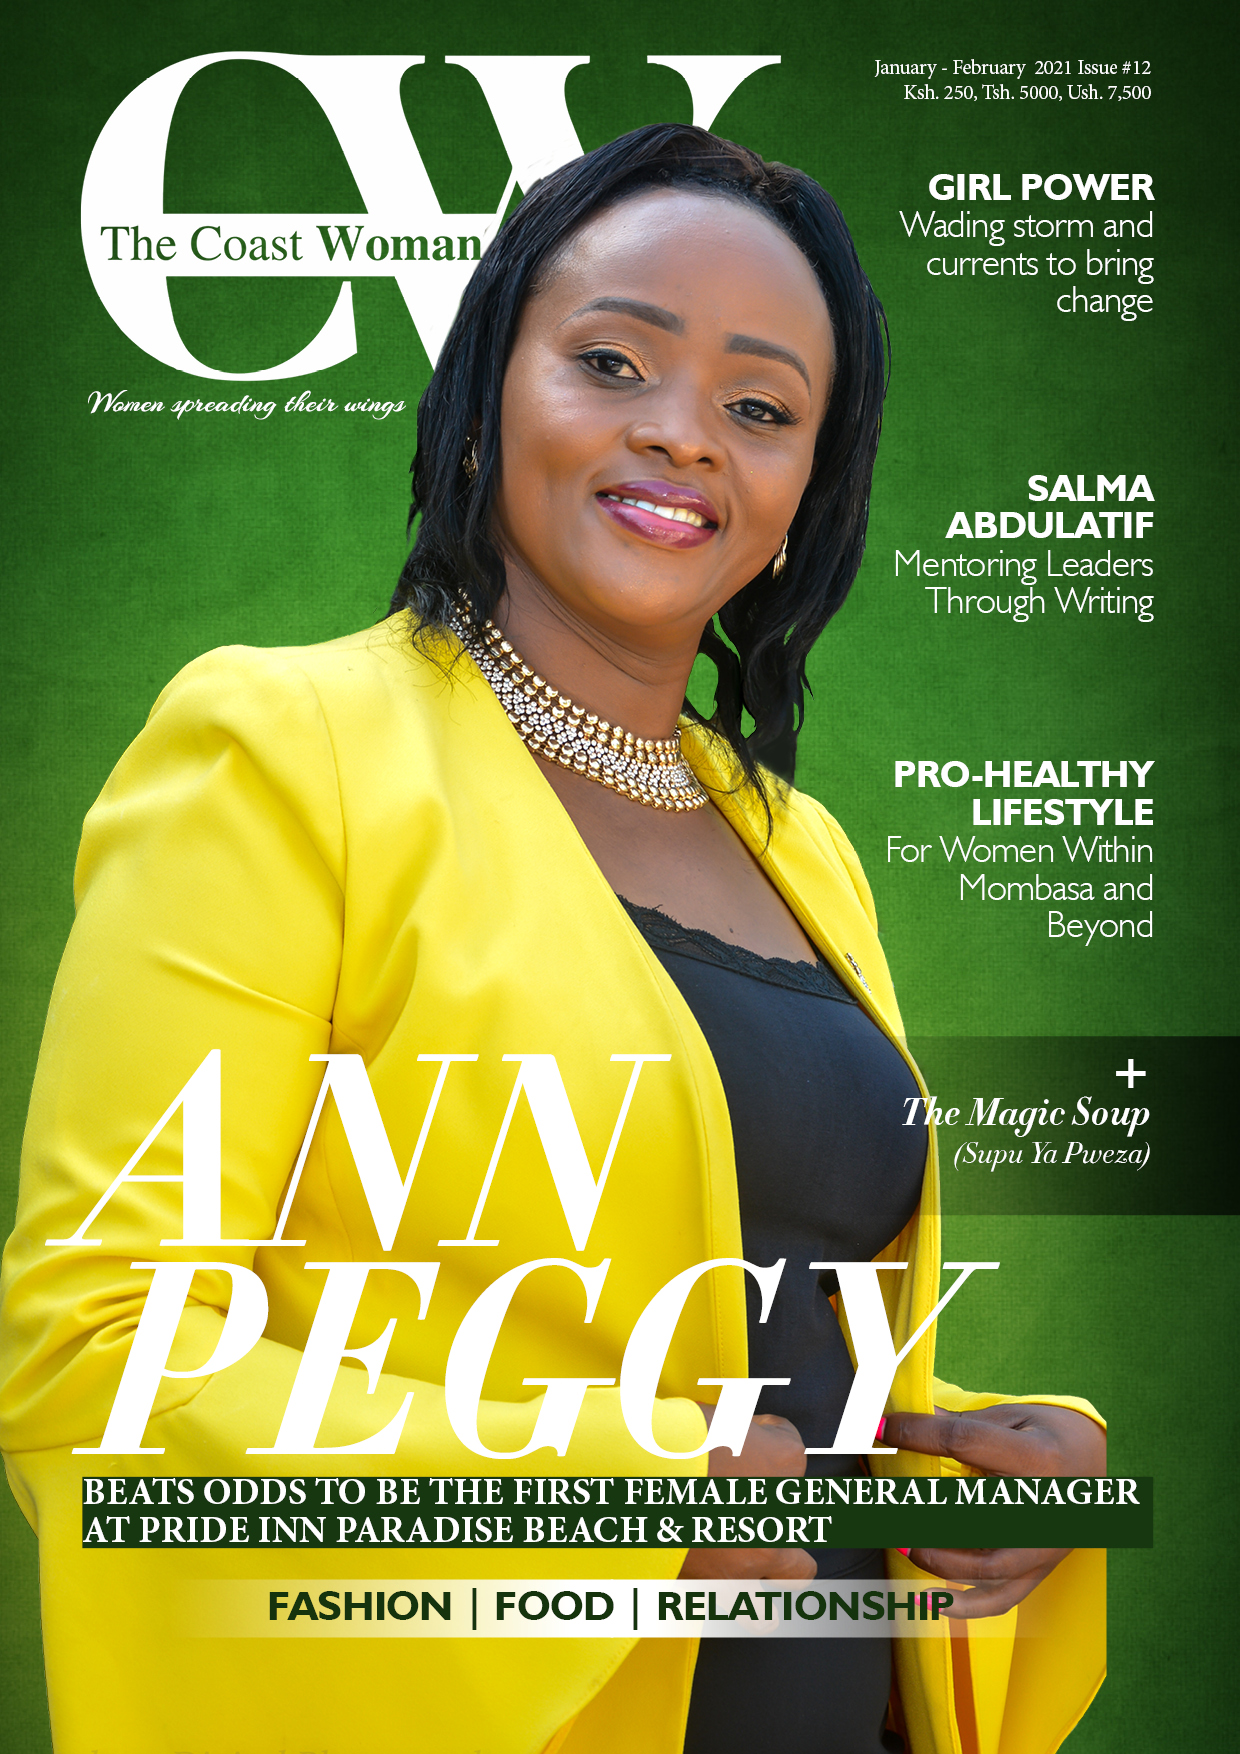 CW
The Coast Woman
Women spreading their wings
January - February 2021 Issue #12
Ksh. 250, Tsh. 5000, Ush. 7,500
GIRL POWER
Wading storm and
currents to bring
change
SALMA
ABDULATIF
Mentoring Leaders
Through Writing
PRO-HEALTHY
LIFESTYLE
For Women Within
Mombasa and
Beyond
+
The Magic Soup
(Supu Ya Pweza)
ANN
PEGGY
BEATS ODDS TO BE THE FIRST FEMALE GENERAL MANAGER
AT PRIDE INN PARADISE BEACH & RESORT
FASHION | FOOD | RELATIONSHIP